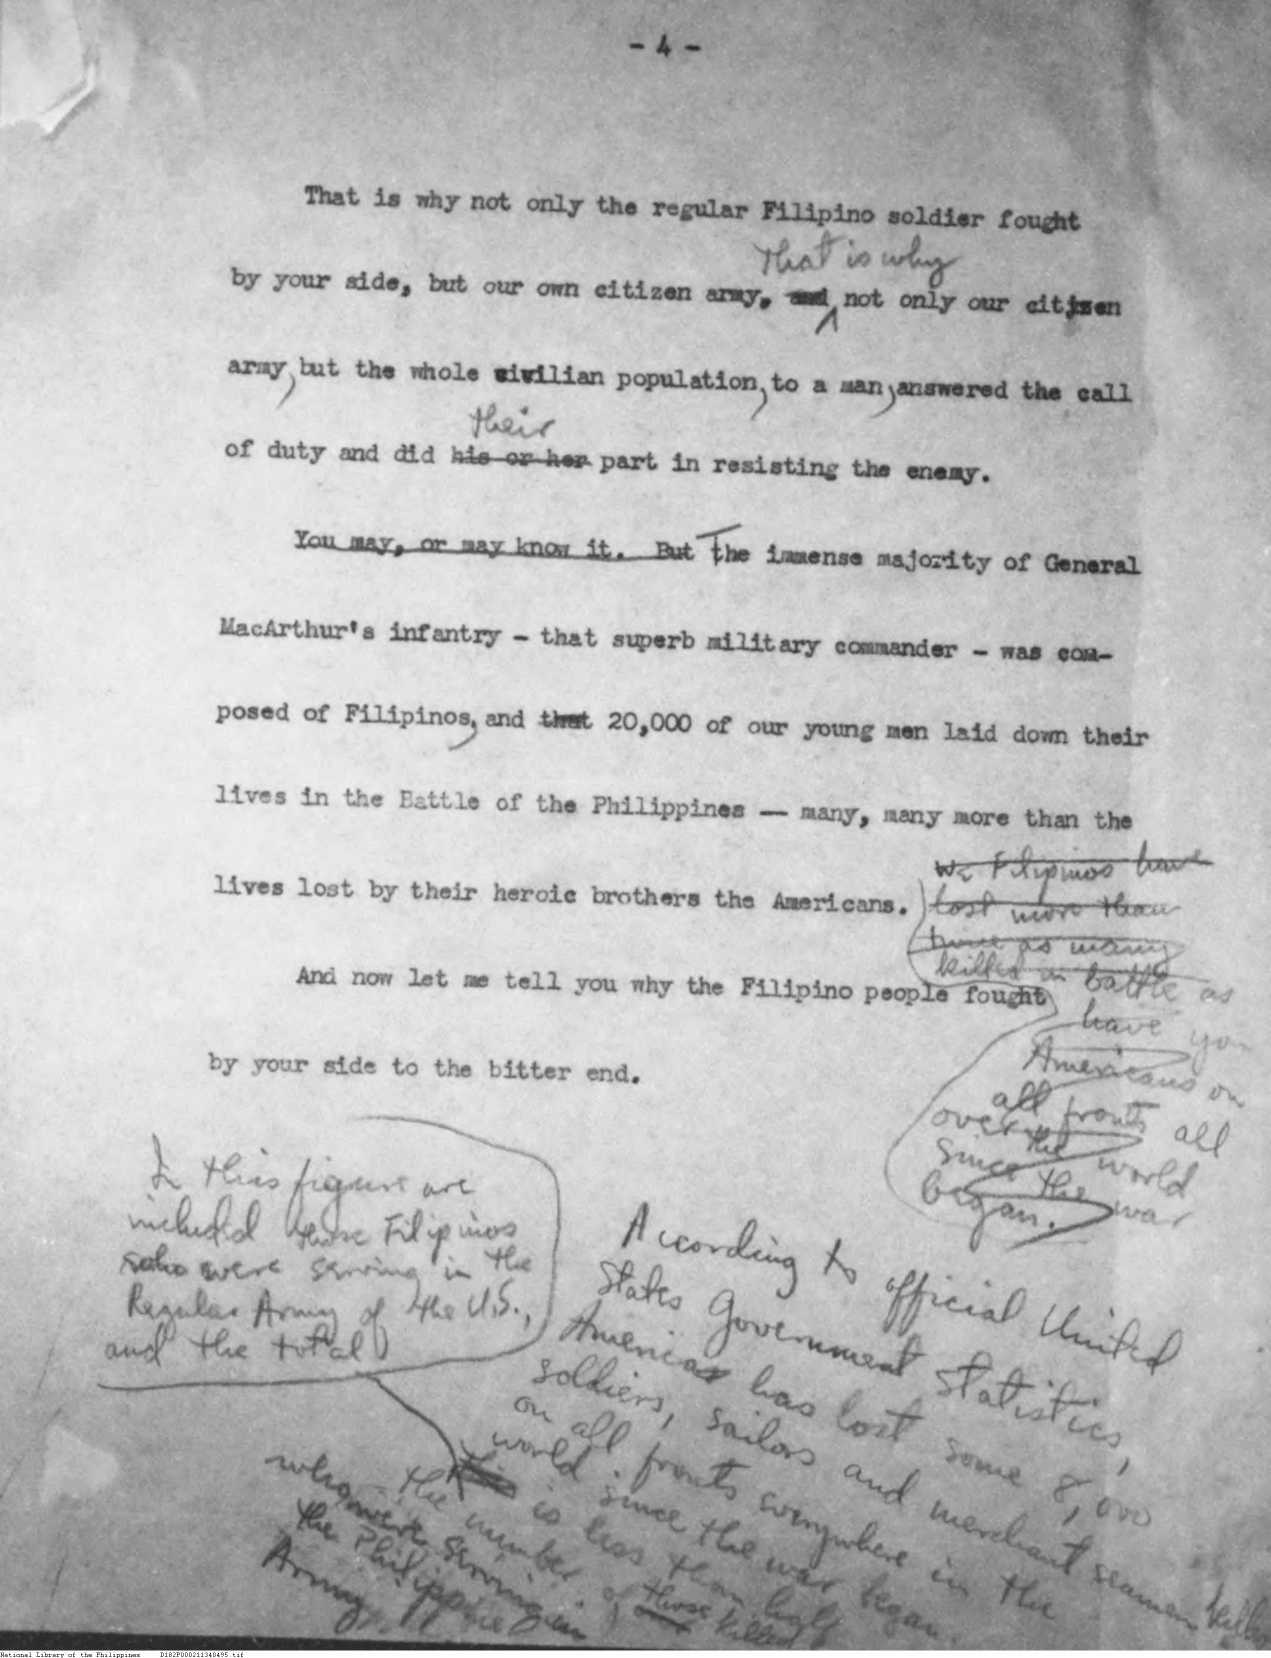 - 4 -
That is why not only the regular Filipino soldier fought
That is why
by your side, but our own citizen army, and not only our citizen
army, but the whole civilian population, to a man, answered the call
their
of duty and did his or her part in resisting the enemy.
You may, or may know it. But The immense majority of General
MacArthur's infantry - that superb military commander - was com-
posed of Filipinos, and that 20,000 of our young men laid down their
lives in the Battle of the Philippines -- many, many more than the
lives lost by their heroic brothers the Americans.
We Filipinos have
lost more than
twice as many
killed in battle as
have you
Americans on
all fronts all
over the world
since the war
began.
And now let me tell you why the Filipino people fought
by your side to the bitter end.
In this figure are
included those Filipinos
who were serving in the
Regular Army of the U.S.,
and the total
According to official United
States Government statistics,
America has lost some 8,000
soldiers, sailors and merchant seamen killed
on all fronts everywhere in the
world since the war began.
is less than half
the number of those killed
who were serving in
the Philippine
Army
National Library of the Philippines D182P000211340495.tif